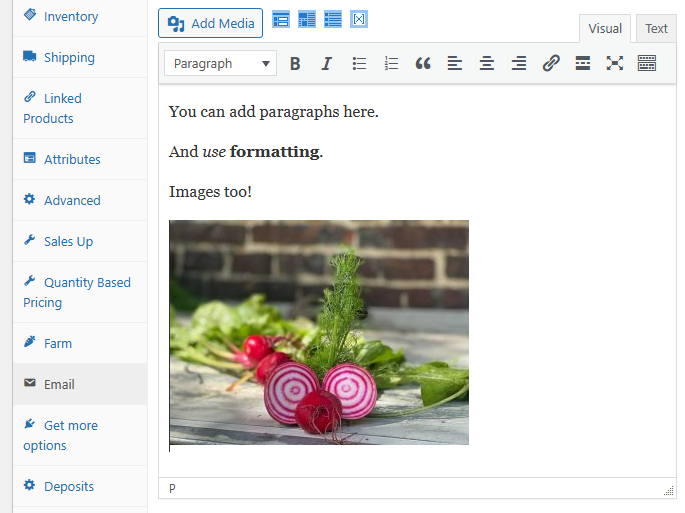 Inventory
Shipping
Linked
Products
Attributes
Advanced
Sales Up
Quantity Based
Pricing
Farm
Email
Get more
options
Deposits
Add Media
Visual
Text
Paragraph
B
I
You can add paragraphs here.
And use formatting.
Images too!
P